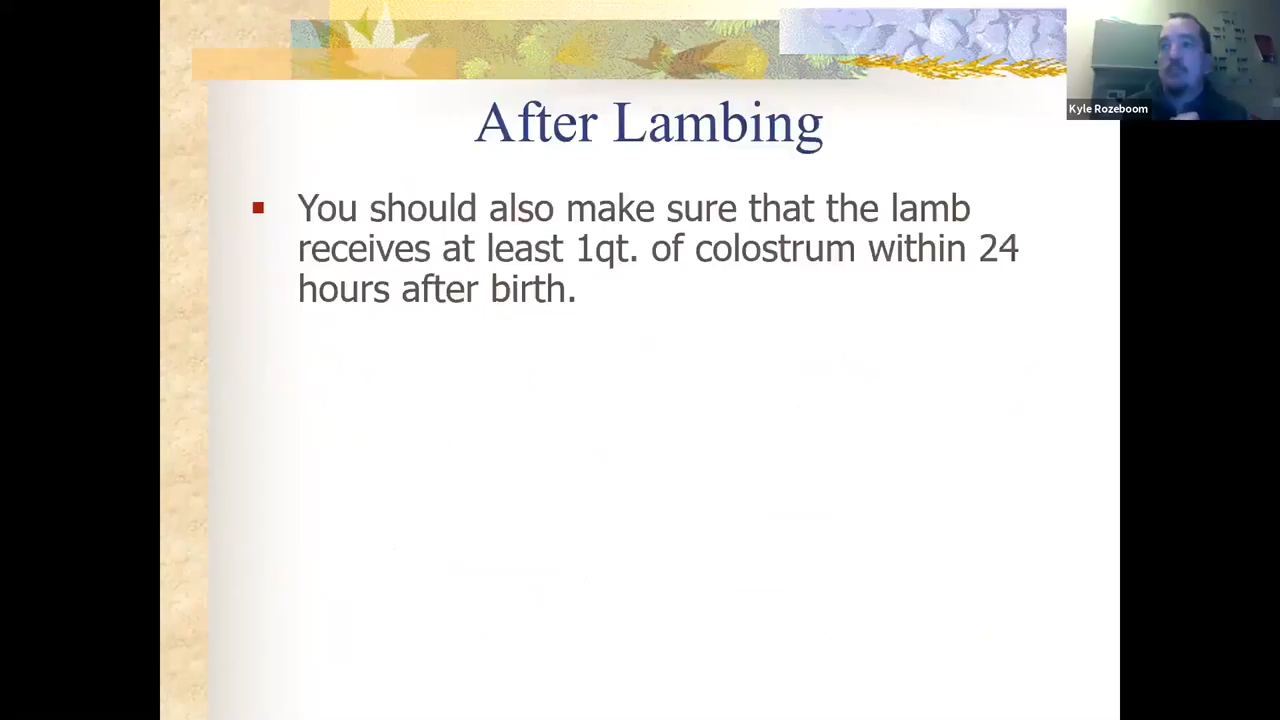 After Lambing
Kyle Rozeboom
You should also make sure that the lamb
receives at least 1qt. of colostrum within 24
hours after birth.